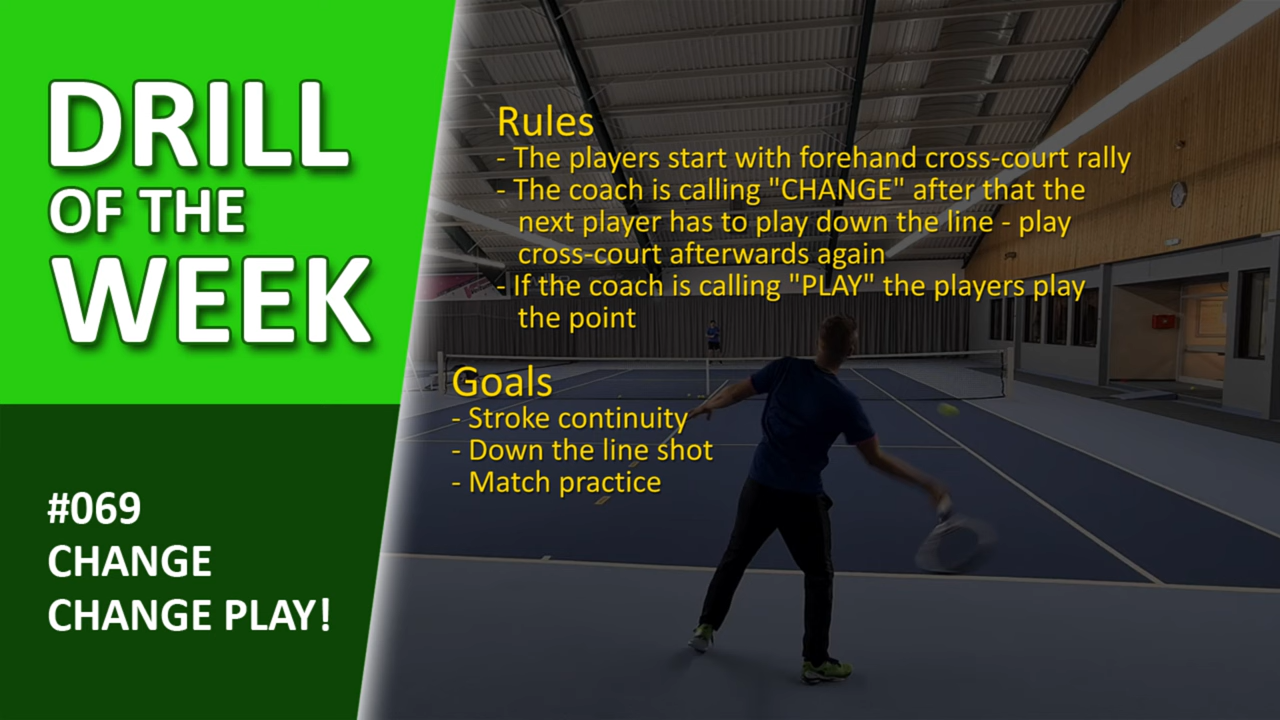 DRILL
OF THE
WEEK
#069
CHANGE
CHANGE PLAY!
Rules
- The players start with forehand cross-court rally
- The coach is calling "CHANGE" after that the
next player has to play down the line - play
cross-court afterwards again
- If the coach is calling "PLAY" the players play
the point
Goals
- Stroke continuity
- Down the line shot
- Match practice